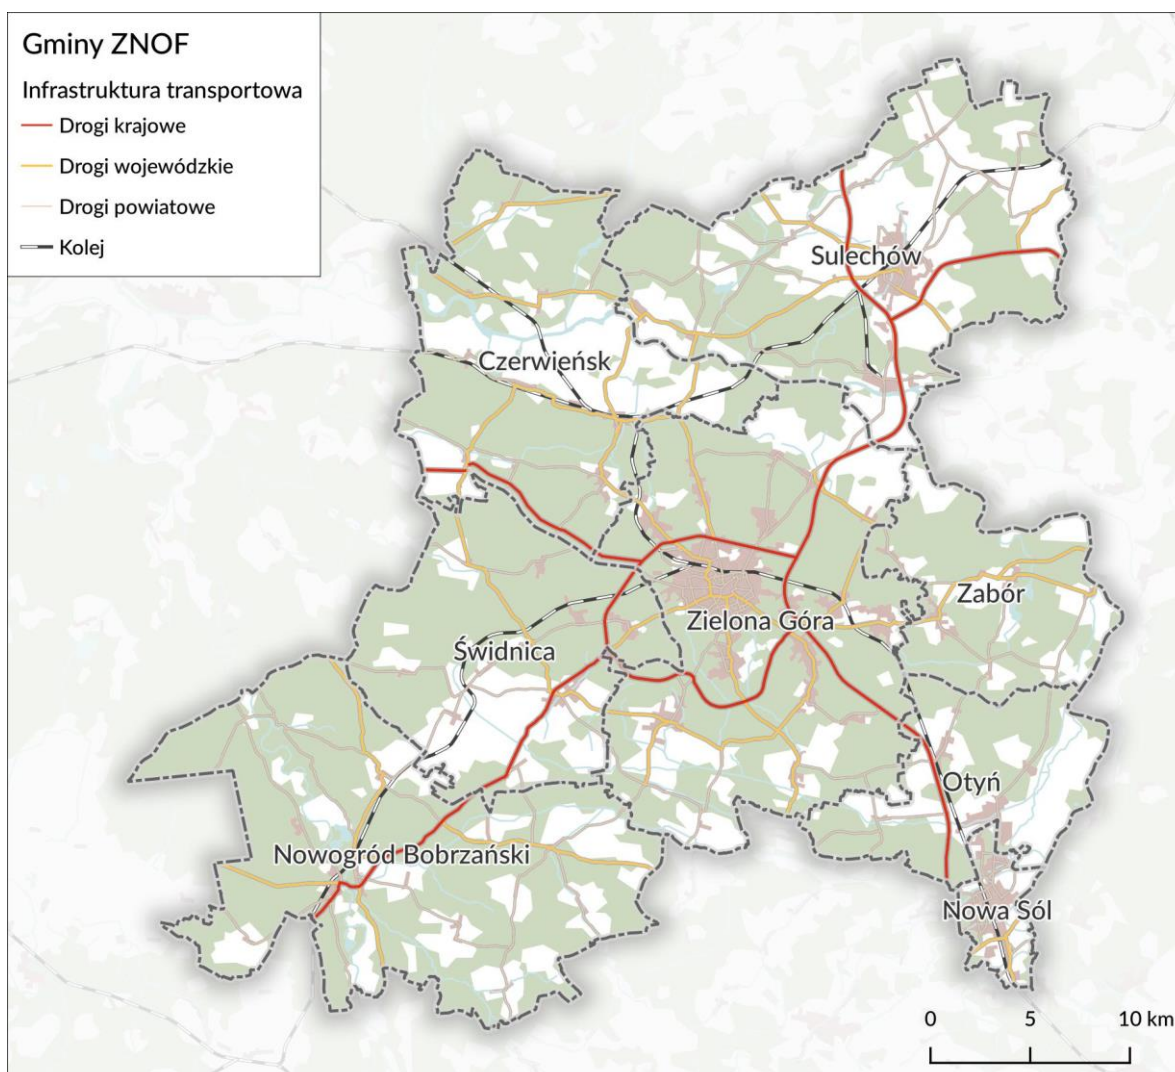 Gminy ZNOF
Infrastruktura transportowa
Drogi krajowe
Drogi wojewódzkie
Drogi powiatowe
Kolej
Sulechów
Czerwieńsk
Zabór
Zielona Góra
Świdnica
Otyń
Nowogród Bobrzański
Nowa Sól
0 5 10 km